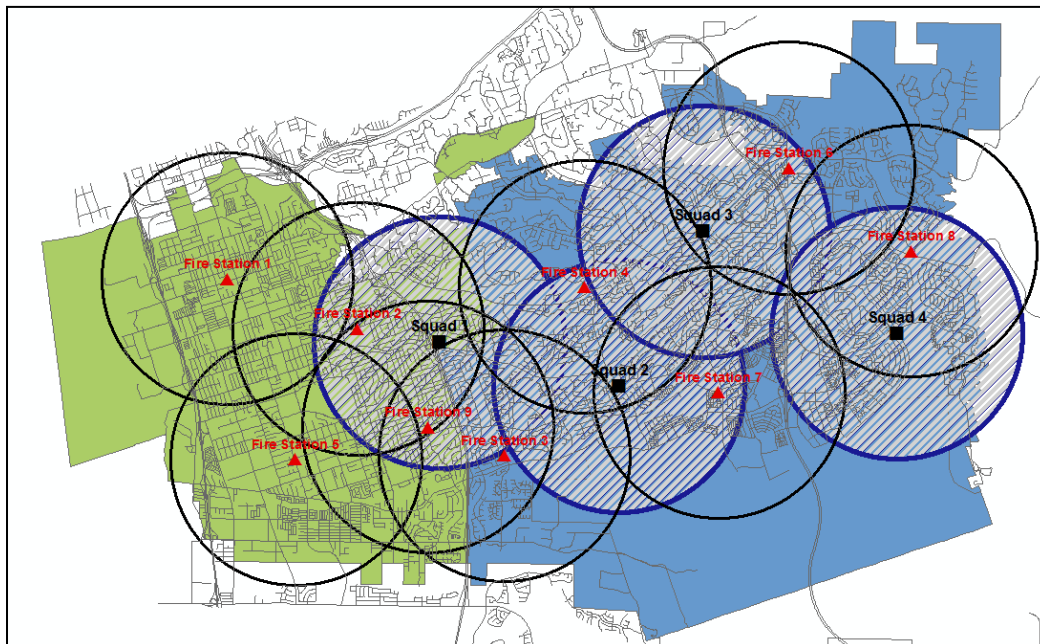 Fire Station 6
Squad 3
Fire Station 8
Fire Station 1
Fire Station 4
Fire Station 2
Squad 1
Squad 4
Squad 2
Fire Station 7
Fire Station 9
Fire Station 3
Fire Station 5